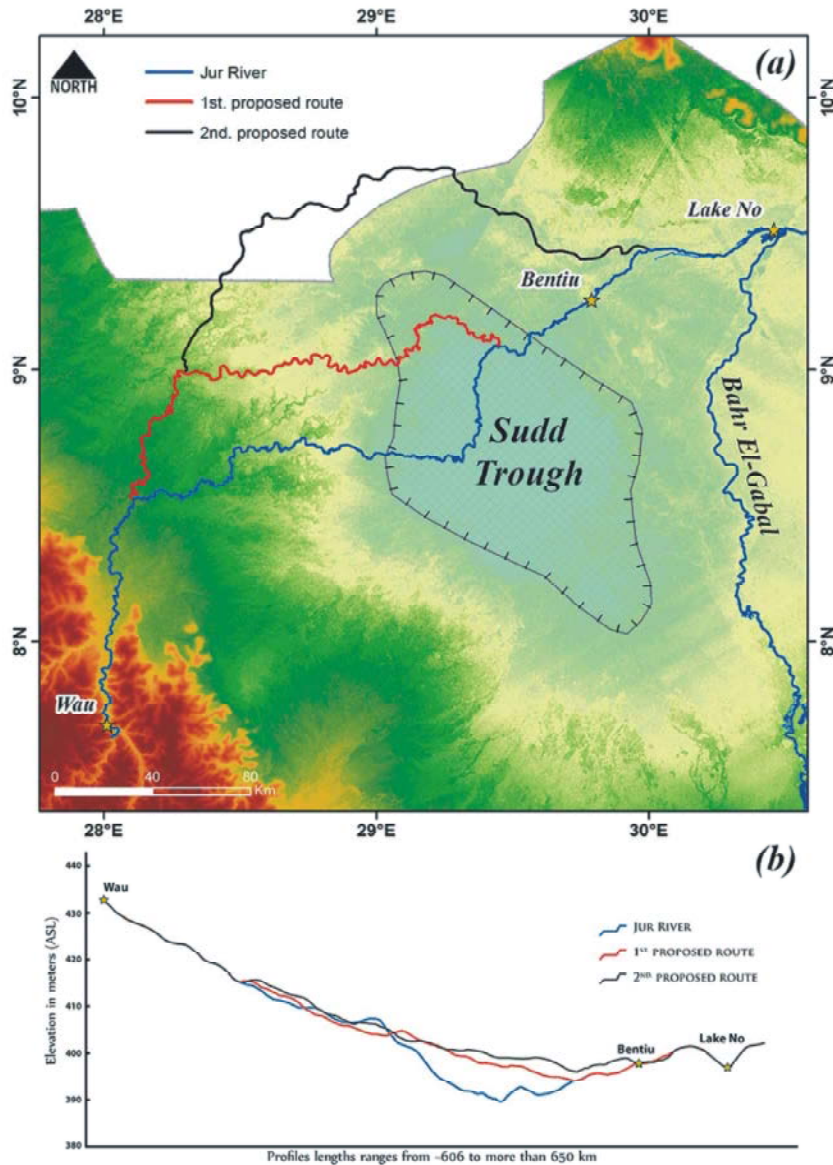 28°E 29°E 30°E
(a)
NORTH
Jur River
1st. proposed route
2nd. proposed route
10°N 10°N
Lake No
Bentiu
9°N 9°N
Sudd
Trough
Bahr El-Gabal
8°N 8°N
Wau
0 40 80
Km
28°E 29°E 30°E
(b)
440
Wau
430
JUR RIVER
1ST PROPOSED ROUTE
2ND PROPOSED ROUTE
420
Elevation in meters (ASL)
410
400
Bentiu
Lake No
390
380
Profiles lengths ranges from ~606 to more than 650 km